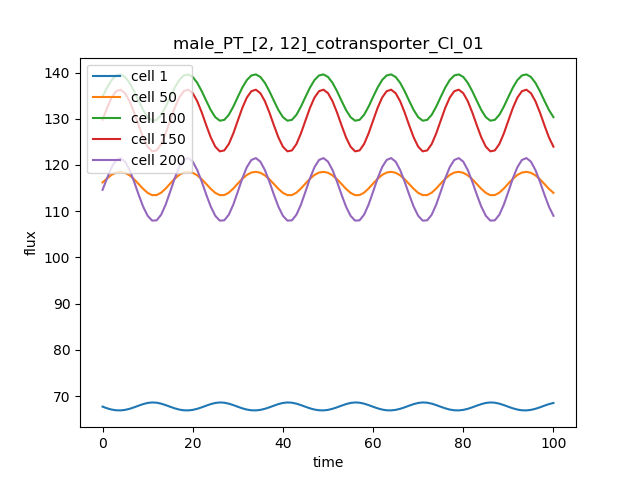 male_PT_[2, 12]_cotransporter_Cl_01
cell 1
cell 50
cell 100
cell 150
cell 200
140
130
120
110
100
90
80
70
flux
0 20 40 60 80 100
time